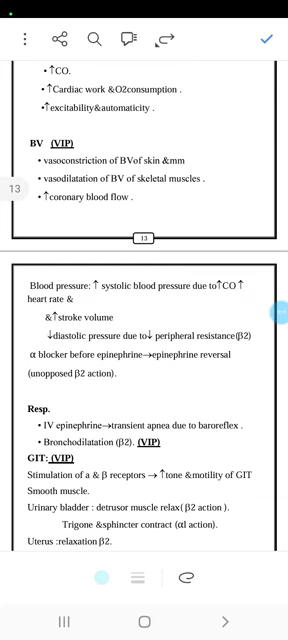 • ↑CO.
• ↑Cardiac work &O2consumption .
•↑excitability&automaticity .
BV (VIP)
• vasoconstriction of BVof skin &mm
• vasodilatation of BV of skeletal muscles .
13
• ↑coronary blood flow .
13
Blood pressure: ↑ systolic blood pressure due to↑CO ↑
heart rate &
&↑stroke volume
↓diastolic pressure due to↓ peripheral resistance(β2)
α blocker before epinephrine→epinephrine reversal
(unopposed β2 action).
Resp.
• IV epinephrine→transient apnea due to baroreflex .
• Bronchodilatation (β2). (VIP)
GIT: (VIP)
Stimulation of a & β receptors → ↑tone &motility of GIT
Smooth muscle.
Urinary bladder : detrusor muscle relax( β2 action ).
Trigone &sphincter contract (αl action).
Uterus :relaxation β2.